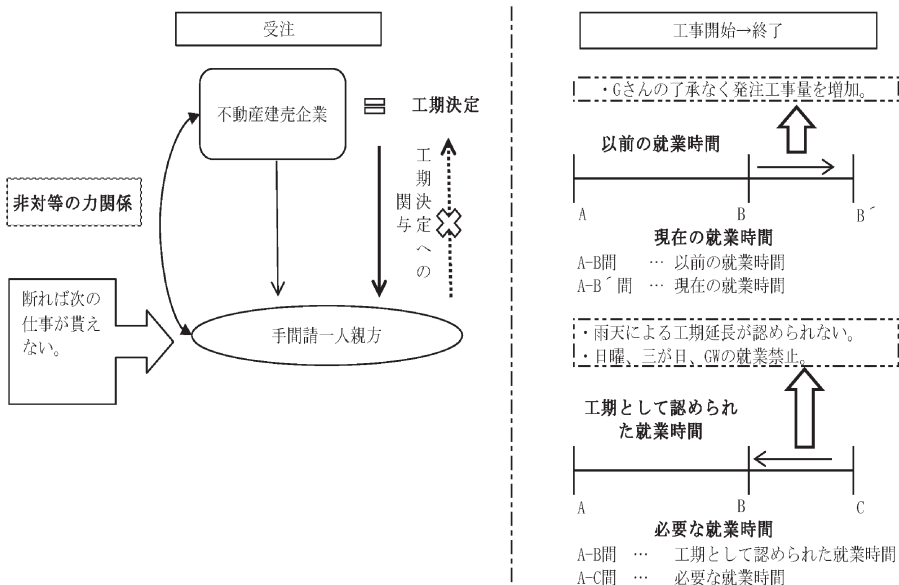 受注
不動産建売企業
工期決定
工期決定への
関与
非対等の力関係
断れば次の
仕事が貰え
ない。
手間請一人親方
工事開始→終了
・Gさんの了承なく発注工事量を増加。
以前の就業時間
A
B
B´
現在の就業時間
A-B間 … 以前の就業時間
A-B´間 … 現在の就業時間
・雨天による工期延長が認められない。
・日曜、三が日、GWの就業禁止。
工期として認められ
た就業時間
A
B
C
必要な就業時間
A-B間 … 工期として認められた就業時間
A-C間 … 必要な就業時間